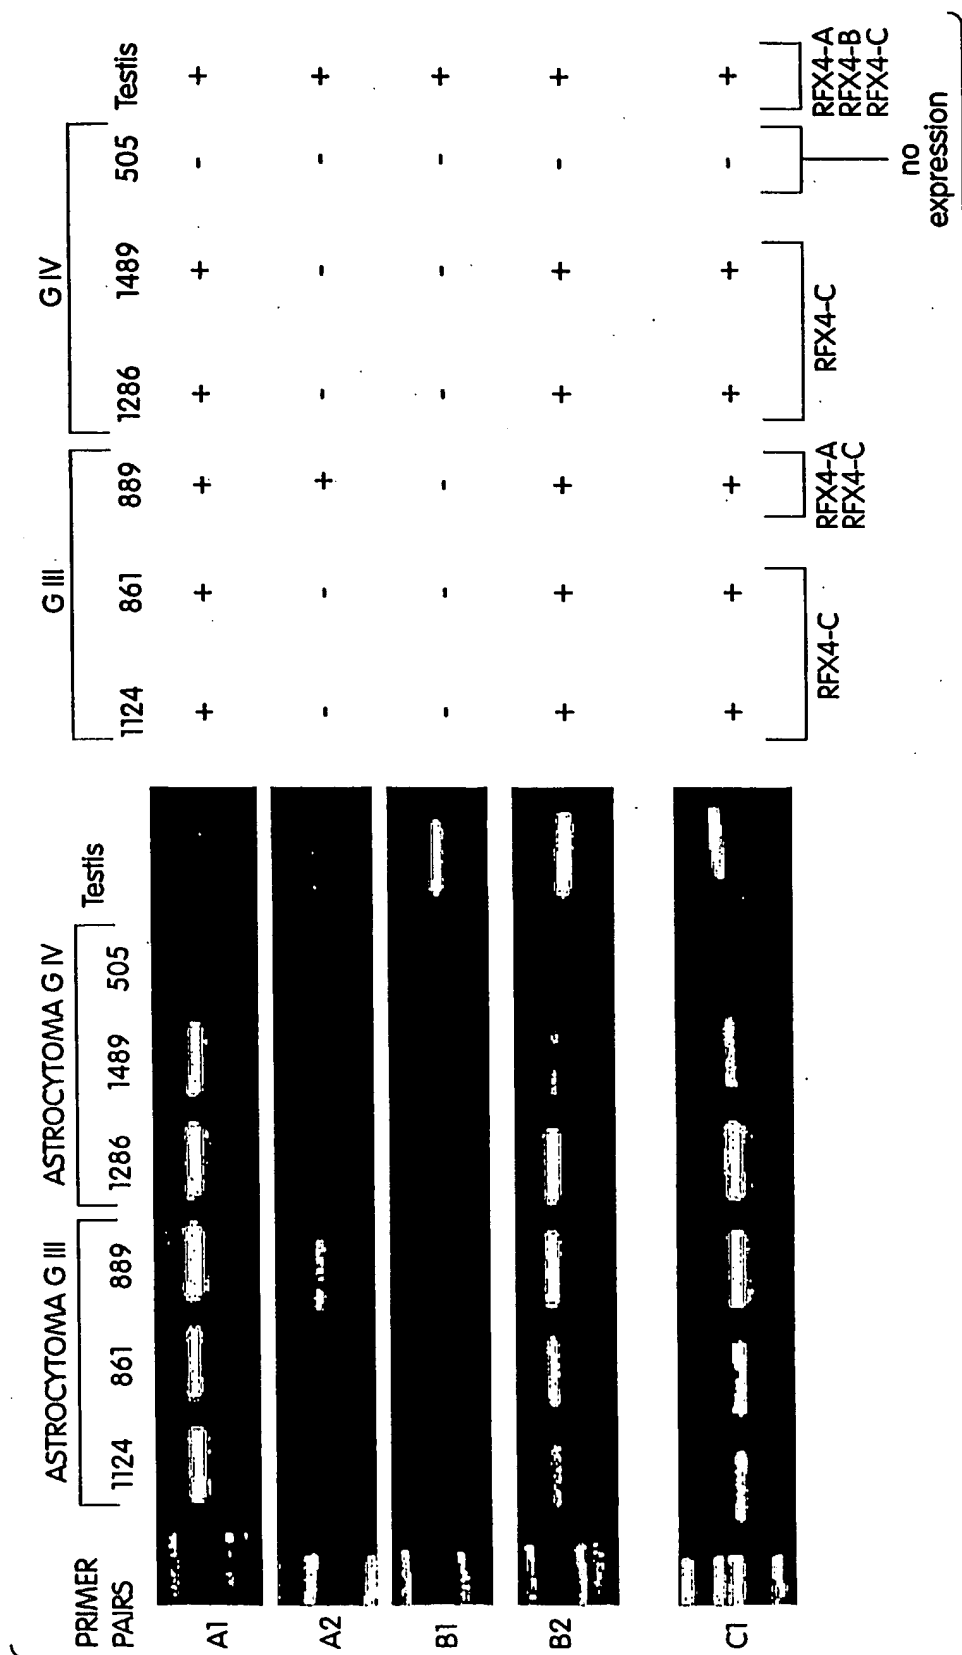 ASTROCYTOMA G III ASTROCYTOMA G IV
PRIMER
PAIRS 1124 861 889 1286 1489 505 Testis
A1
A2
B1
B2
C1
G III G IV
1124 861 889 1286 1489 505 Testis
+ + + + + - +
- - + - - - +
- - - - - - +
+ + + + + - +
+ + + + + - +
RFX4-C
RFX4-A
RFX4-C
RFX4-C
no
expression
RFX4-A
RFX4-B
RFX4-C